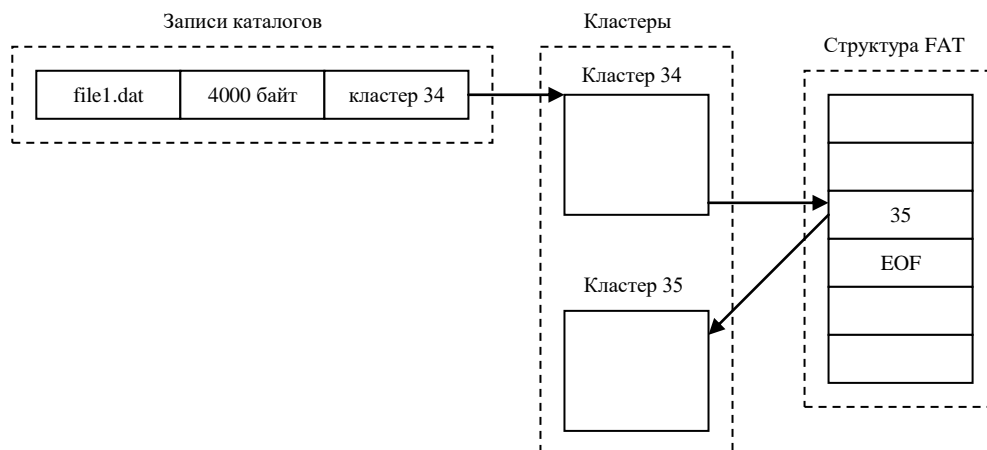 Записи каталогов
Кластеры
Структура FAT
Кластер 34
file1.dat
4000 байт
кластер 34
35
EOF
Кластер 35